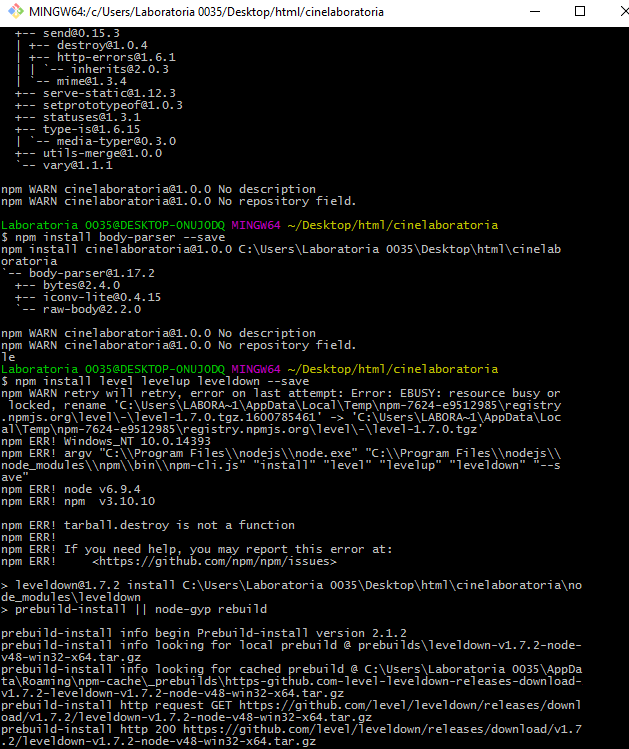 MINGW64:/c/Users/Laboratoria 0035/Desktop/html/cinelaboratoria
+-- send@0.15.3
| +-- destroy@1.0.4
| +-- http-errors@1.6.1
| | `-- inherits@2.0.3
| `-- mime@1.3.4
+-- serve-static@1.12.3
+-- setprototypeof@1.0.3
+-- statuses@1.3.1
+-- type-is@1.6.15
| `-- media-typer@0.3.0
+-- utils-merge@1.0.0
`-- vary@1.1.1
npm WARN cinelaboratoria@1.0.0 No description
npm WARN cinelaboratoria@1.0.0 No repository field.
Laboratoria 0035@DESKTOP-ONUJODQ MINGW64 ~/Desktop/html/cinelaboratoria
$ npm install body-parser --save
npm install cinelaboratoria@1.0.0 C:\Users\Laboratoria 0035\Desktop\html\cinelab
oratoria
`-- body-parser@1.17.2
+-- bytes@2.4.0
+-- iconv-lite@0.4.15
`-- raw-body@2.2.0
npm WARN cinelaboratoria@1.0.0 No description
npm WARN cinelaboratoria@1.0.0 No repository field.
le
Laboratoria 0035@DESKTOP-ONUJODQ MINGW64 ~/Desktop/html/cinelaboratoria
$ npm install level levelup leveldown --save
npm WARN retry will retry, error on last attempt: Error: EBUSY: resource busy or
locked, rename 'C:\Users\LABORA~1\AppData\Local\Temp\npm-7624-e9512985\registry
.npmjs.org\level\-\level-1.7.0.tgz.1600785461' -> 'C:\Users\LABORA~1\AppData\Loc
al\Temp\npm-7624-e9512985\registry.npmjs.org\level\-\level-1.7.0.tgz'
npm ERR! Windows_NT 10.0.14393
npm ERR! argv "C:\\Program Files\\nodejs\\node.exe" "C:\\Program Files\\nodejs\\
node_modules\\npm\\bin\\npm-cli.js" "install" "level" "levelup" "leveldown" "--s
ave"
npm ERR! node v6.9.4
npm ERR! npm  v3.10.10
npm ERR! tarball.destroy is not a function
npm ERR!
npm ERR! If you need help, you may report this error at:
npm ERR!     <https://github.com/npm/npm/issues>
> leveldown@1.7.2 install C:\Users\Laboratoria 0035\Desktop\html\cinelaboratoria\no
de_modules\leveldown
> prebuild-install || node-gyp rebuild
prebuild-install info begin Prebuild-install version 2.1.2
prebuild-install info looking for local prebuild @ prebuilds\leveldown-v1.7.2-node-
v48-win32-x64.tar.gz
prebuild-install info looking for cached prebuild @ C:\Users\Laboratoria 0035\AppDa
ta\Roaming\npm-cache\_prebuilds\https-github.com-level-leveldown-releases-download-
v1.7.2-leveldown-v1.7.2-node-v48-win32-x64.tar.gz
prebuild-install http request GET https://github.com/level/leveldown/releases/downl
oad/v1.7.2/leveldown-v1.7.2-node-v48-win32-x64.tar.gz
prebuild-install http 200 https://github.com/level/leveldown/releases/download/v1.7
.2/leveldown-v1.7.2-node-v48-win32-x64.tar.gz